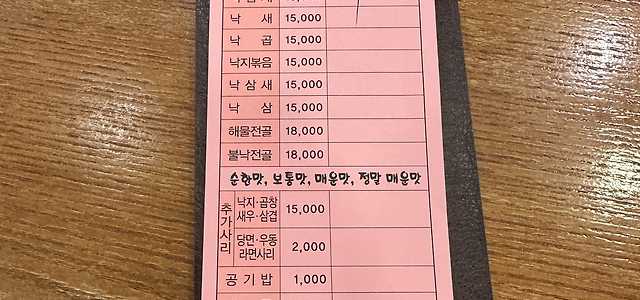 낙 새 15,000
낙 곱 15,000
낙지볶음 15,000
낙 삼 새 15,000
낙 삼 15,000
해물전골 18,000
불낙전골 18,000
순한맛, 보통맛, 매운맛, 정말 매운맛
추가사리
낙지·곱창
새우·삼겹 15,000
당면·우동
라면사리 2,000
공 기 밥 1,000